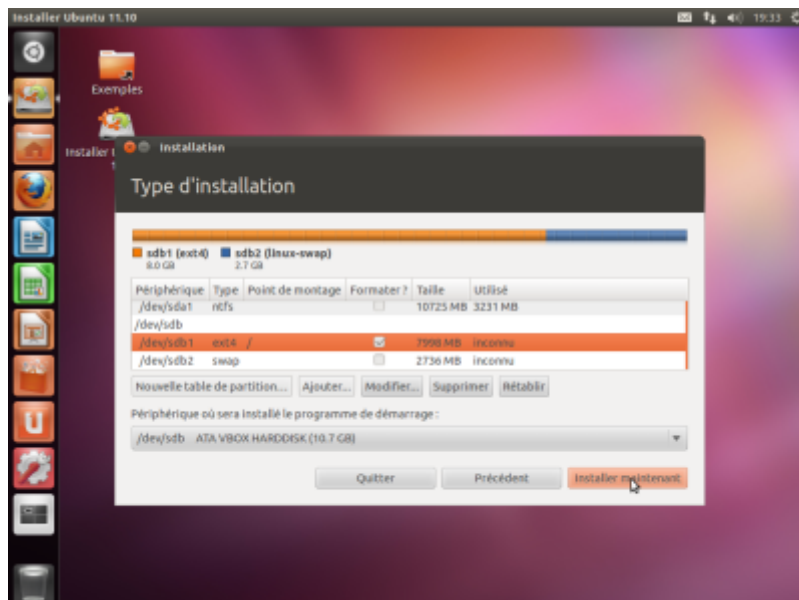 Installer Ubuntu 11.10
19:33
Exemples
Installer
Installation
Type d'installation
sdb1 (ext4) sdb2 (linux-swap)
8.0 GB 2.7 GB
Périphérique Type Point de montage Formater ? Taille Utilisé
/dev/sda1 ntfs 10725 MB 3231 MB
/dev/sdb
/dev/sdb1 ext4 / 7998 MB inconnu
/dev/sdb2 swap 2736 MB inconnu
Nouvelle table de partition... Ajouter... Modifier... Supprimer Rétablir
Périphérique où sera installé le programme de démarrage :
/dev/sdb ATA VBOX HARDDISK (10.7 GB)
Quitter Précédent Installer maintenant